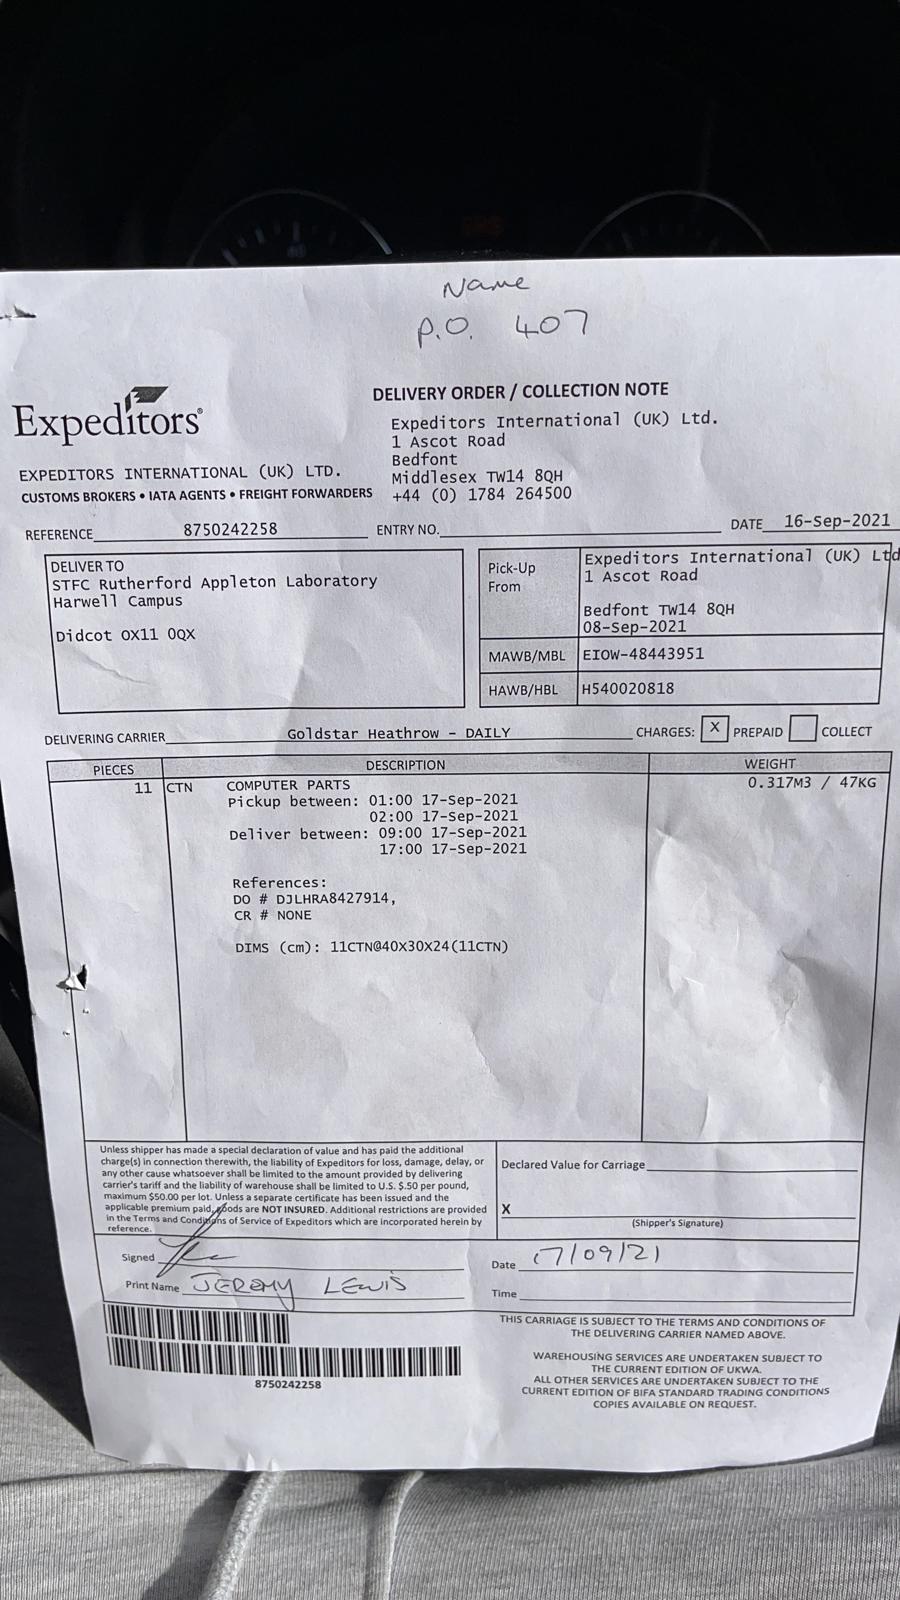 Name
P.O. 407
Expeditors®
DELIVERY ORDER / COLLECTION NOTE
Expeditors International (UK) Ltd.
1 Ascot Road
Bedfont
Middlesex TW14 8QH
+44 (0) 1784 264500
EXPEDITORS INTERNATIONAL (UK) LTD.
CUSTOMS BROKERS • IATA AGENTS • FREIGHT FORWARDERS
REFERENCE 8750242258 ENTRY NO. DATE 16-Sep-2021
DELIVER TO
STFC Rutherford Appleton Laboratory
Harwell Campus
Didcot OX11 0QX
Pick-Up
From
Expeditors International (UK) Ltd
1 Ascot Road
Bedfont TW14 8QH
08-Sep-2021
MAWB/MBL EIOW-48443951
HAWB/HBL H540020818
DELIVERING CARRIER Goldstar Heathrow - DAILY CHARGES: X PREPAID COLLECT
PIECES DESCRIPTION WEIGHT
11 CTN COMPUTER PARTS 0.317M3 / 47KG
Pickup between: 01:00 17-Sep-2021
02:00 17-Sep-2021
Deliver between: 09:00 17-Sep-2021
17:00 17-Sep-2021
References:
DO # DJLHRA8427914,
CR # NONE
DIMS (cm): 11CTN@40X30X24(11CTN)
Unless shipper has made a special declaration of value and has paid the additional
charge(s) in connection therewith, the liability of Expeditors for loss, damage, delay, or
any other cause whatsoever shall be limited to the amount provided by delivering
carrier's tariff and the liability of warehouse shall be limited to U.S. $.50 per pound,
maximum $50.00 per lot. Unless a separate certificate has been issued and the
applicable premium paid, goods are NOT INSURED. Additional restrictions are provided
in the Terms and Conditions of Service of Expeditors which are incorporated herein by
reference.
Declared Value for Carriage
X
(Shipper's Signature)
Signed
Print Name JEREMY LEWIS
Date 17/09/21
Time
8750242258
THIS CARRIAGE IS SUBJECT TO THE TERMS AND CONDITIONS OF
THE DELIVERING CARRIER NAMED ABOVE.
WAREHOUSING SERVICES ARE UNDERTAKEN SUBJECT TO
THE CURRENT EDITION OF UKWA.
ALL OTHER SERVICES ARE UNDERTAKEN SUBJECT TO THE
CURRENT EDITION OF BIFA STANDARD TRADING CONDITIONS
COPIES AVAILABLE ON REQUEST.